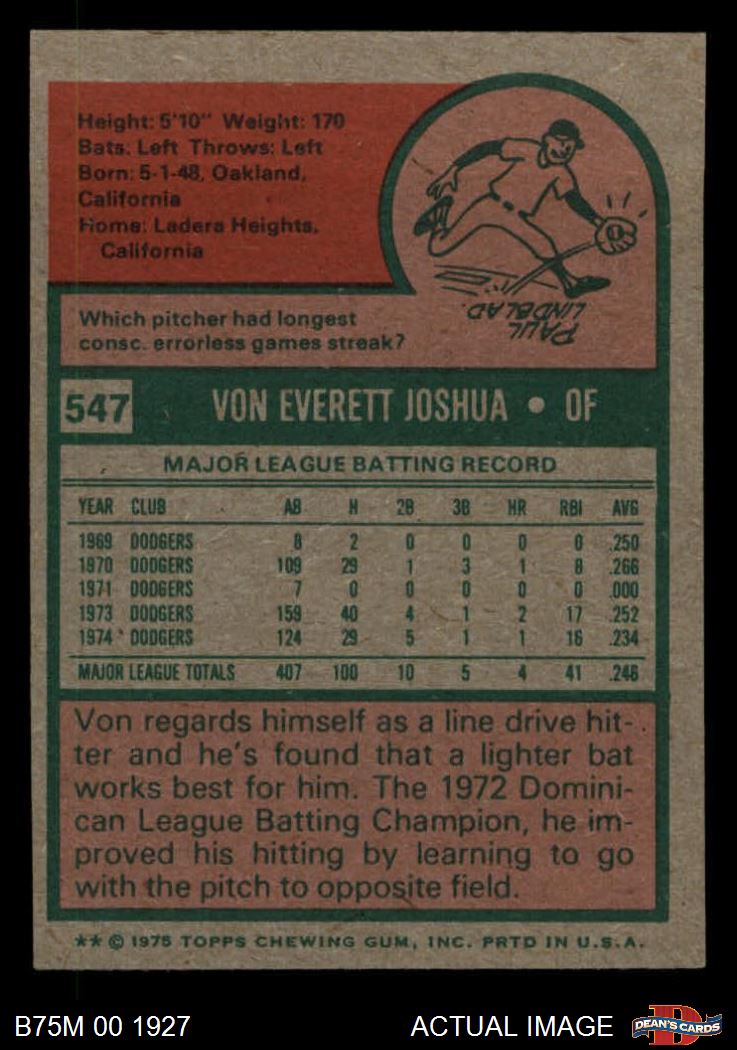 Height: 5'10" Weight: 170
Bats: Left Throws: Left
Born: 5-1-48, Oakland,
California
Home: Ladera Heights,
California
PAUL
LINDBLAD.
Which pitcher had longest
consc. errorless games streak?
547 VON EVERETT JOSHUA • OF
MAJOR LEAGUE BATTING RECORD
YEAR CLUB AB H 2B 3B HR RBI AVG
1969 DODGERS 8 2 0 0 0 0 .250
1970 DODGERS 109 29 1 3 1 8 .266
1971 DODGERS 7 0 0 0 0 0 .000
1973 DODGERS 159 40 4 1 2 17 .252
1974 DODGERS 124 29 5 1 1 16 .234
MAJOR LEAGUE TOTALS 407 100 10 5 4 41 .246
Von regards himself as a line drive hit-
ter and he's found that a lighter bat
works best for him. The 1972 Domini-
can League Batting Champion, he im-
proved his hitting by learning to go
with the pitch to opposite field.
** © 1975 TOPPS CHEWING GUM, INC. PRTD IN U.S.A.
B75M 00 1927 ACTUAL IMAGE
D
DEAN'S CARDS